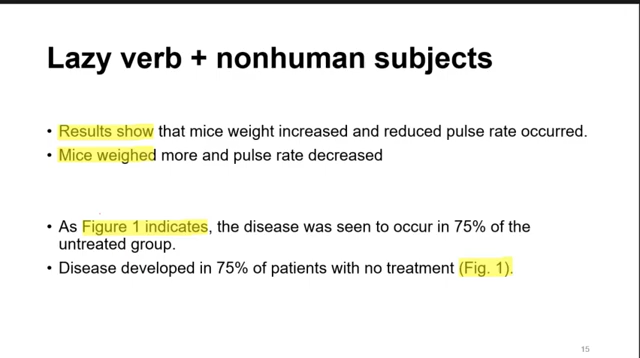 Lazy verb + nonhuman subjects
• Results show that mice weight increased and reduced pulse rate occurred.
• Mice weighed more and pulse rate decreased
• As Figure 1 indicates, the disease was seen to occur in 75% of the
untreated group.
• Disease developed in 75% of patients with no treatment (Fig. 1).
15